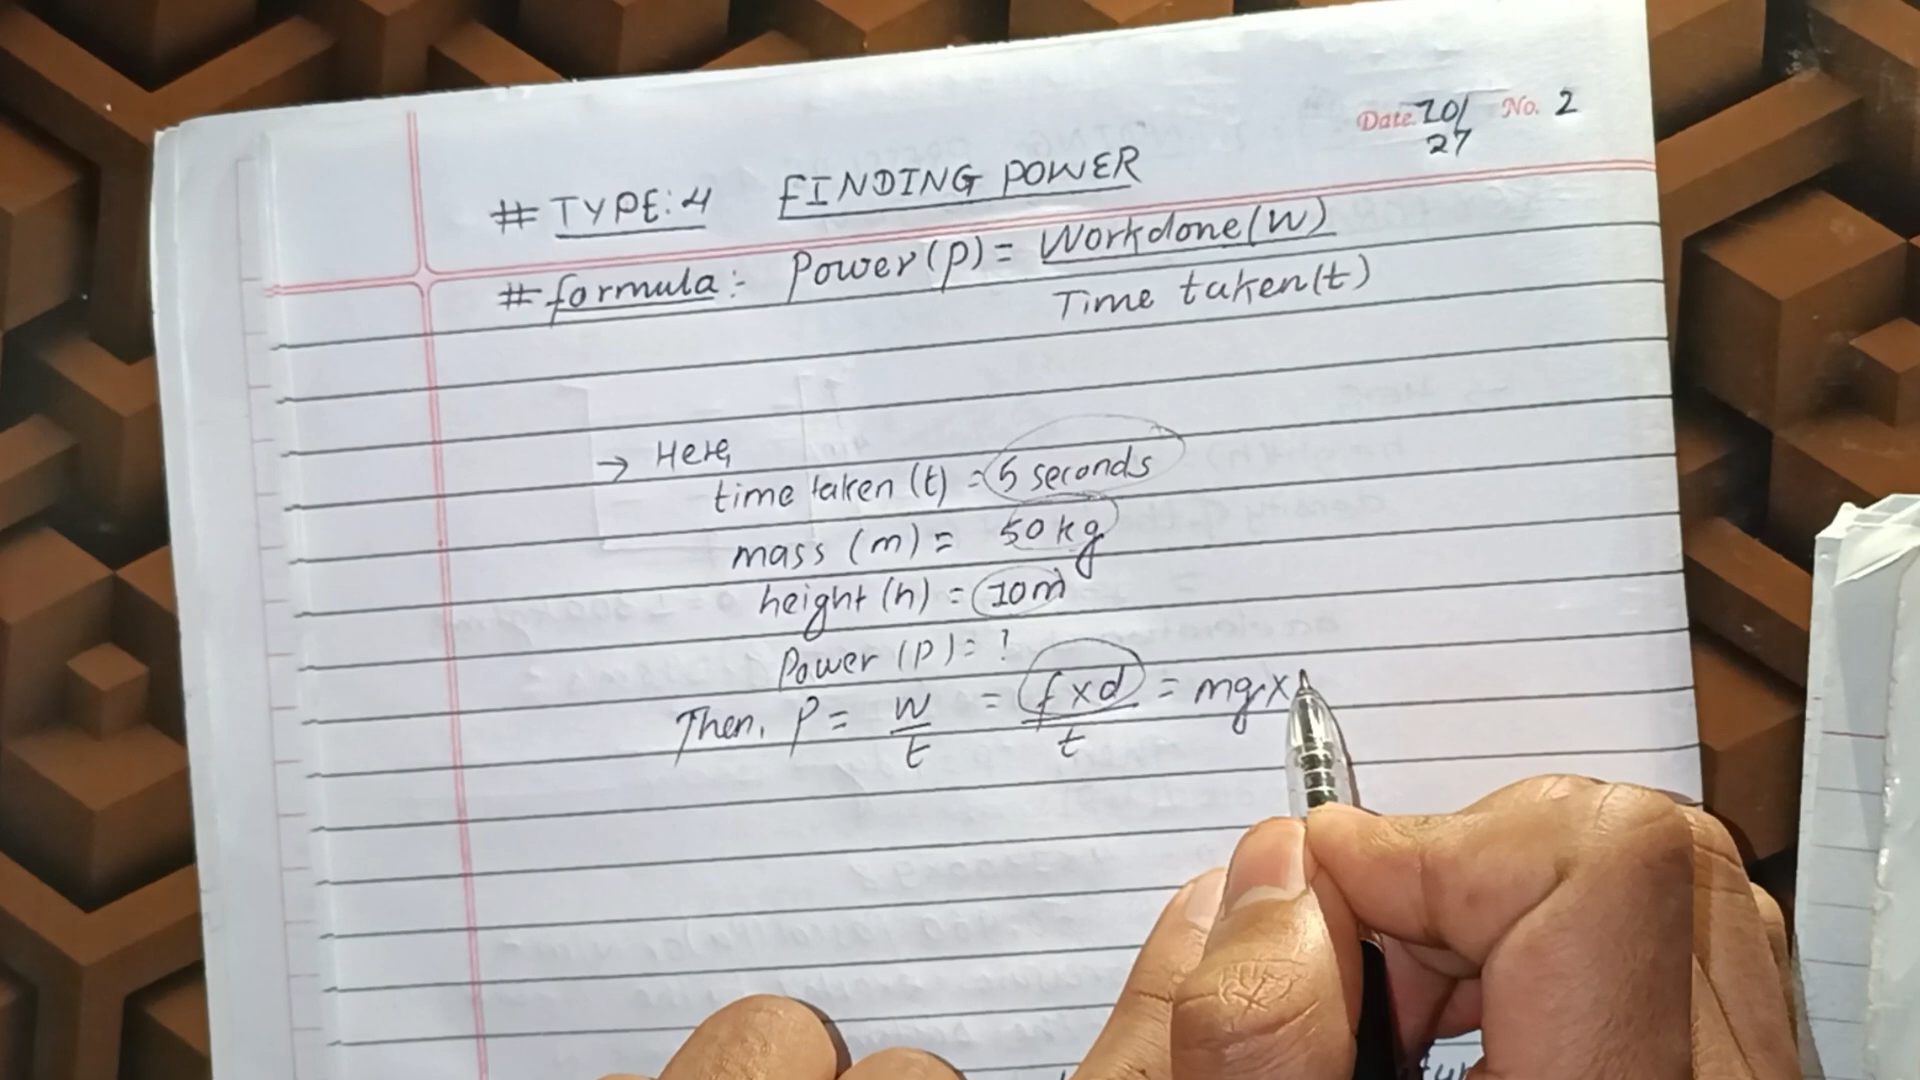 Date 10/27 No. 2
# TYPE: 4 FINDING POWER
# formula:- Power (p) = Workdone (W) / Time taken (t)
→ Here,
time taken (t) = 5 seconds
mass (m) = 50 kg
height (h) = 10m
Power (p) = ?
Then, P = W/t = f×d/t = mg×